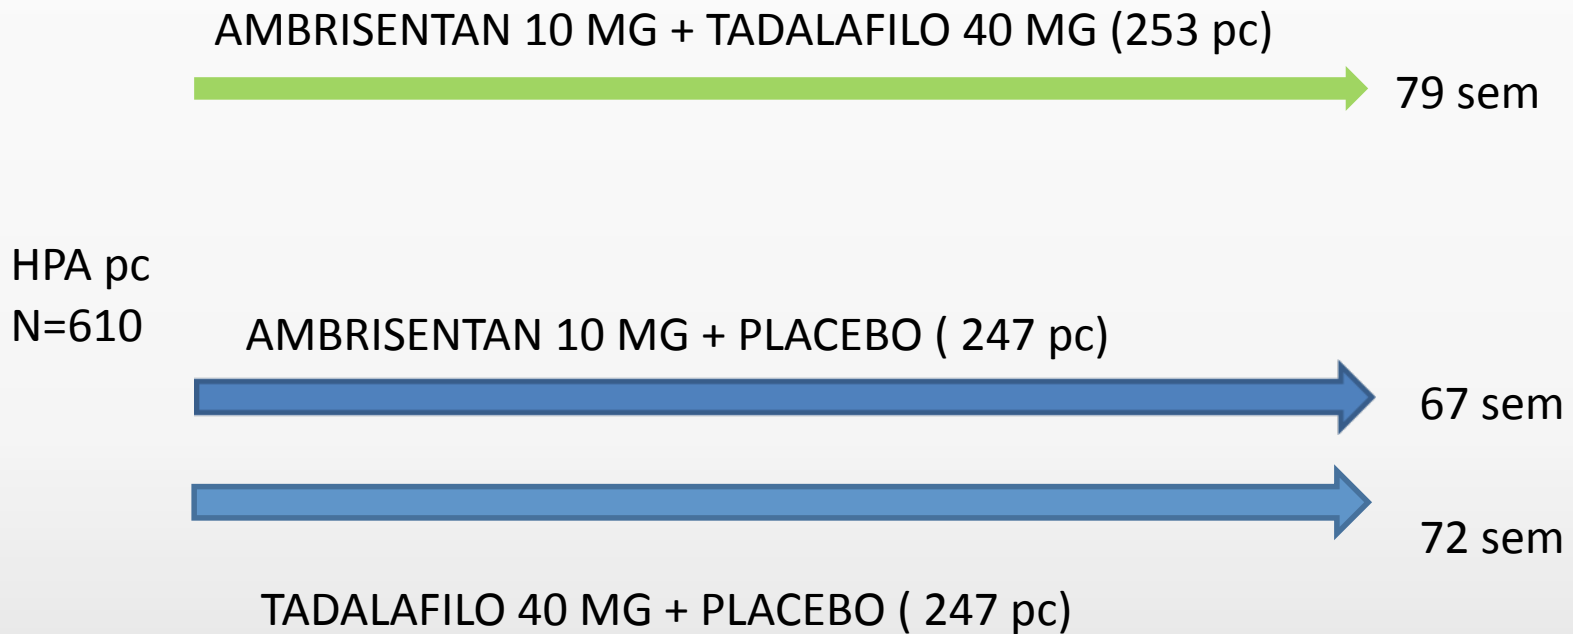 AMBRISENTAN 10 MG + TADALAFILO 40 MG (253 pc)
79 sem
HPA pc
N=610
AMBRISENTAN 10 MG + PLACEBO ( 247 pc)
67 sem
72 sem
TADALAFILO 40 MG + PLACEBO ( 247 pc)